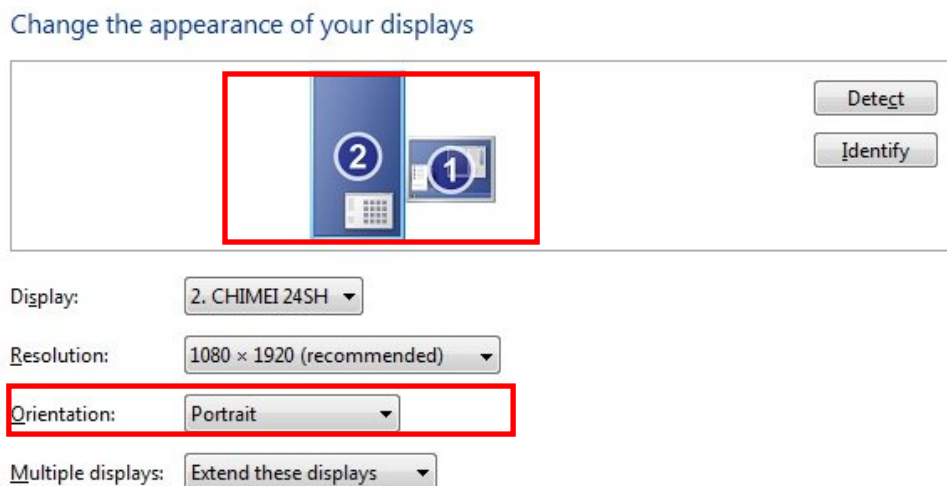 Change the appearance of your displays
2
1
Detect
Identify
Display: 2. CHIMEI 24SH
Resolution: 1080 × 1920 (recommended)
Orientation: Portrait
Multiple displays: Extend these displays